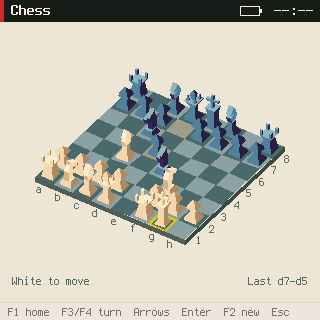 Chess --:--
8
7
6
5
4
3
2
1
a
b
c
d
e
f
g
h
White to move Last d7-d5
F1 home F3/F4 turn Arrows Enter F2 new Esc